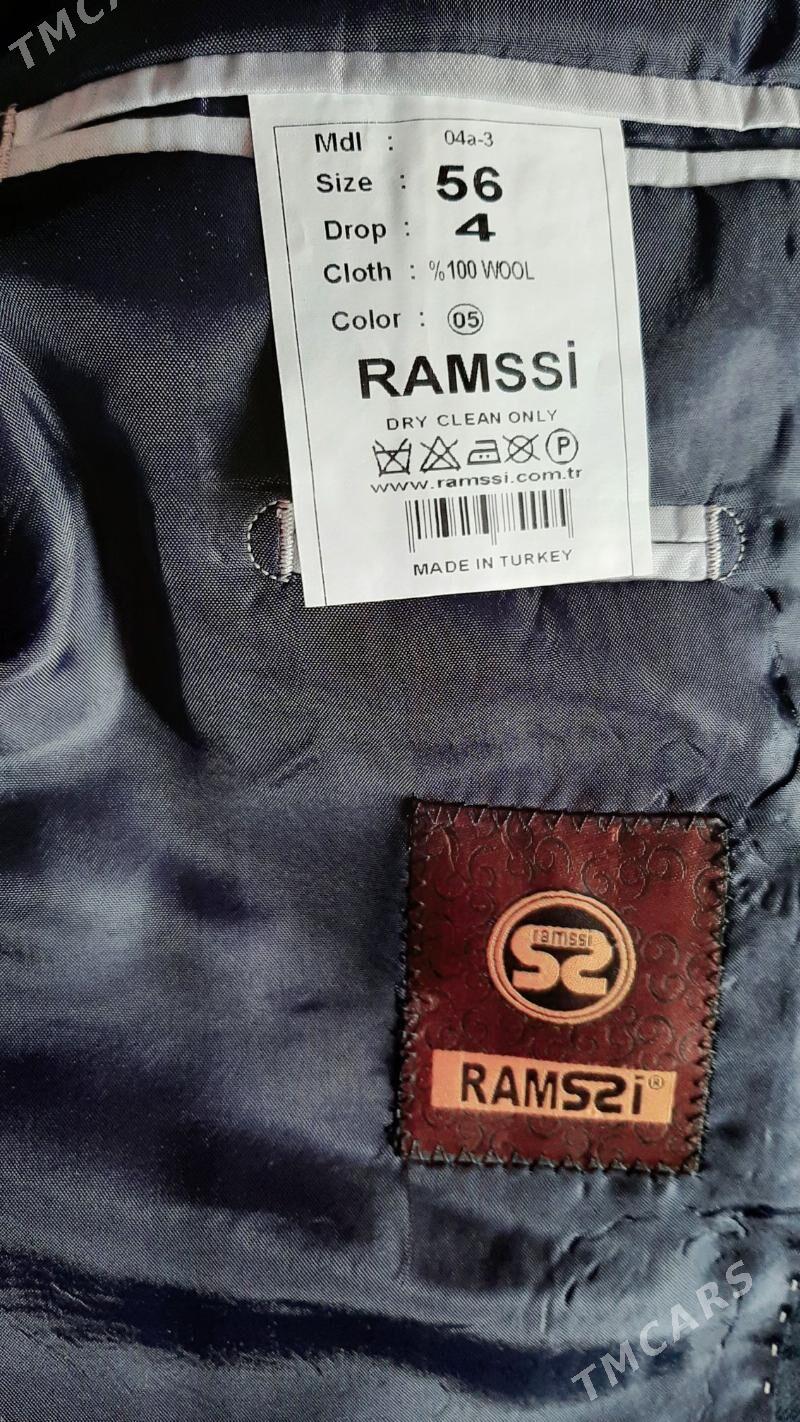 TMCA
Mdl : 04a-3
Size : 56
Drop : 4
Cloth : %100 WOOL
Color : 05
RAMSSİ
DRY CLEAN ONLY
P
www.ramssi.com.tr
MADE IN TURKEY
ramssi
RAMSSİ®
TMCARS